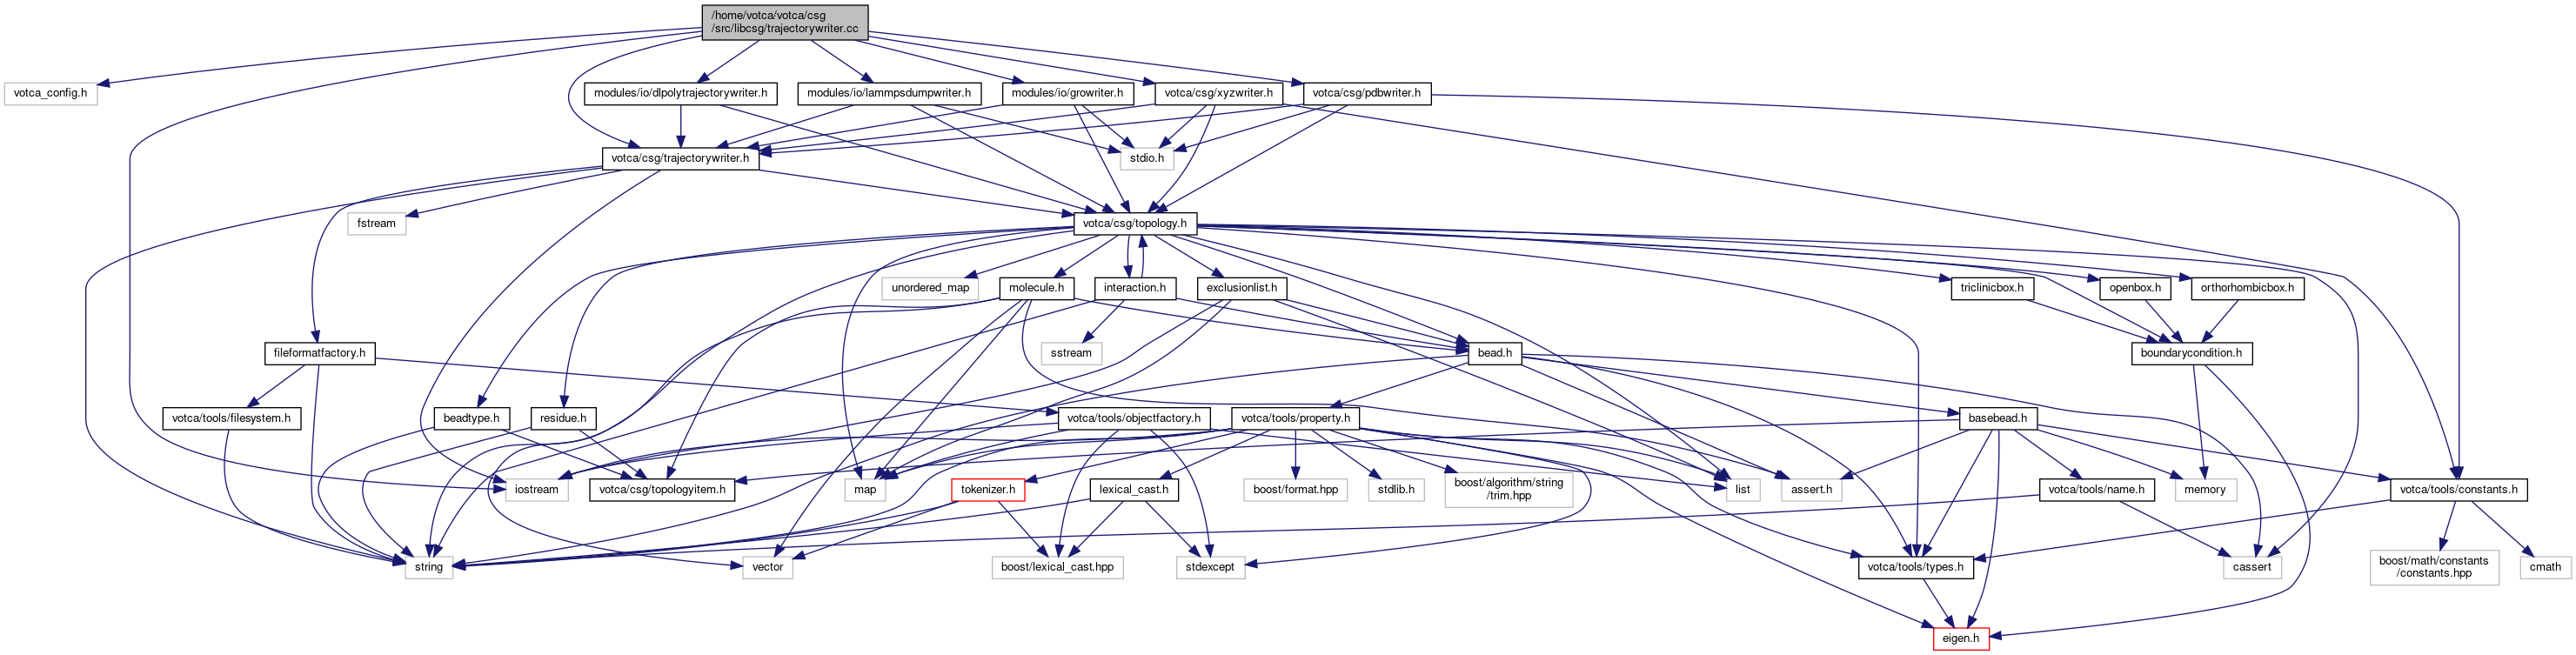 /home/votca/votca/csg
/src/libcsg/trajectorywriter.cc
votca_config.h
modules/io/dlpolytrajectorywriter.h
modules/io/lammpsdumpwriter.h
modules/io/growriter.h
votca/csg/xyzwriter.h
votca/csg/pdbwriter.h
votca/csg/trajectorywriter.h
stdio.h
fstream
votca/csg/topology.h
unordered_map
molecule.h
interaction.h
exclusionlist.h
triclinicbox.h
openbox.h
orthorhombicbox.h
fileformatfactory.h
sstream
bead.h
boundarycondition.h
votca/tools/filesystem.h
beadtype.h
residue.h
votca/tools/objectfactory.h
votca/tools/property.h
basebead.h
iostream
votca/csg/topologyitem.h
map
tokenizer.h
lexical_cast.h
boost/format.hpp
stdlib.h
boost/algorithm/string
/trim.hpp
list
assert.h
votca/tools/name.h
memory
votca/tools/constants.h
string
vector
boost/lexical_cast.hpp
stdexcept
votca/tools/types.h
cassert
boost/math/constants
/constants.hpp
cmath
eigen.h